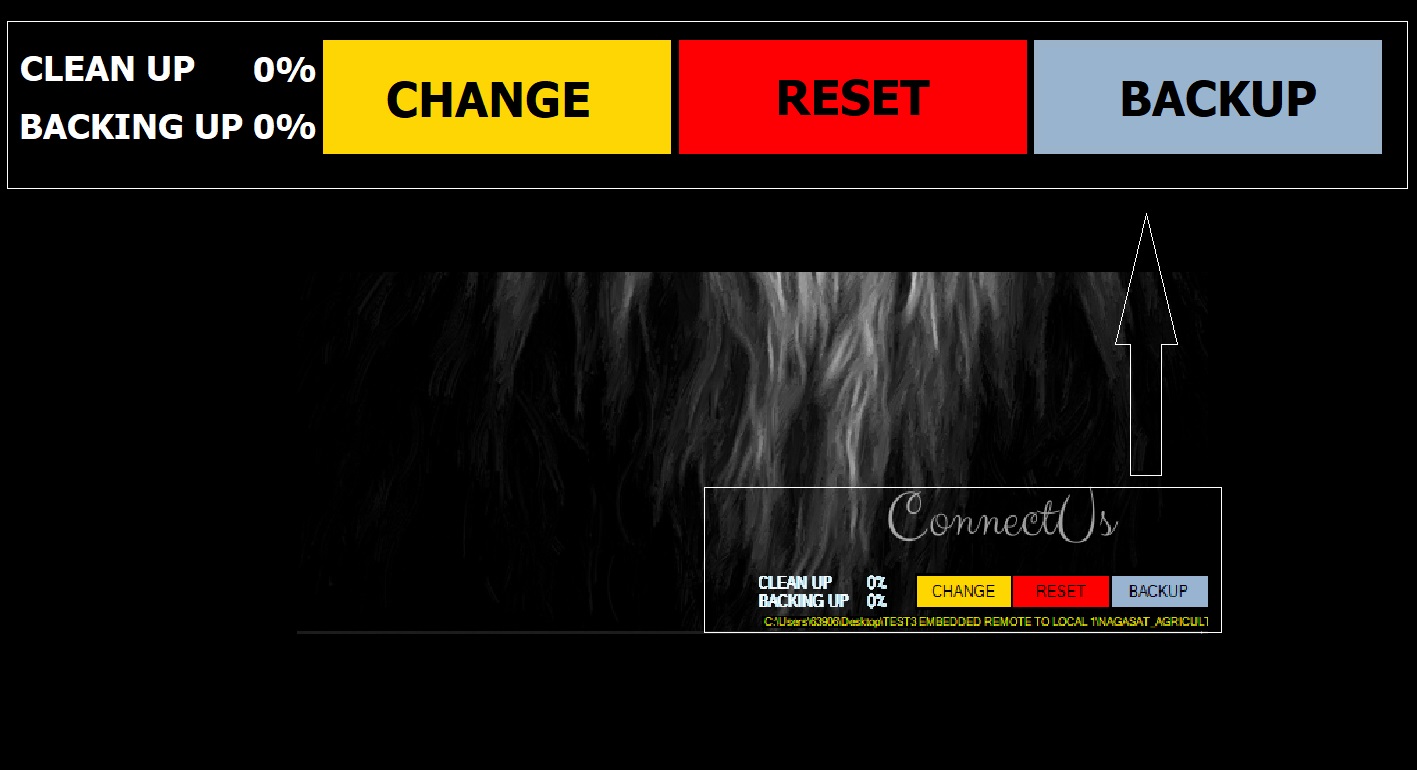 CLEAN UP 0% CHANGE RESET BACKUP
BACKING UP 0%
ConnectUs
CLEAN UP 0% CHANGE RESET BACKUP
BACKING UP 0%
C:\Users\63906\Desktop\TEST3 EMBEDDED REMOTE TO LOCAL 1\NAGASAT_AGRICULT